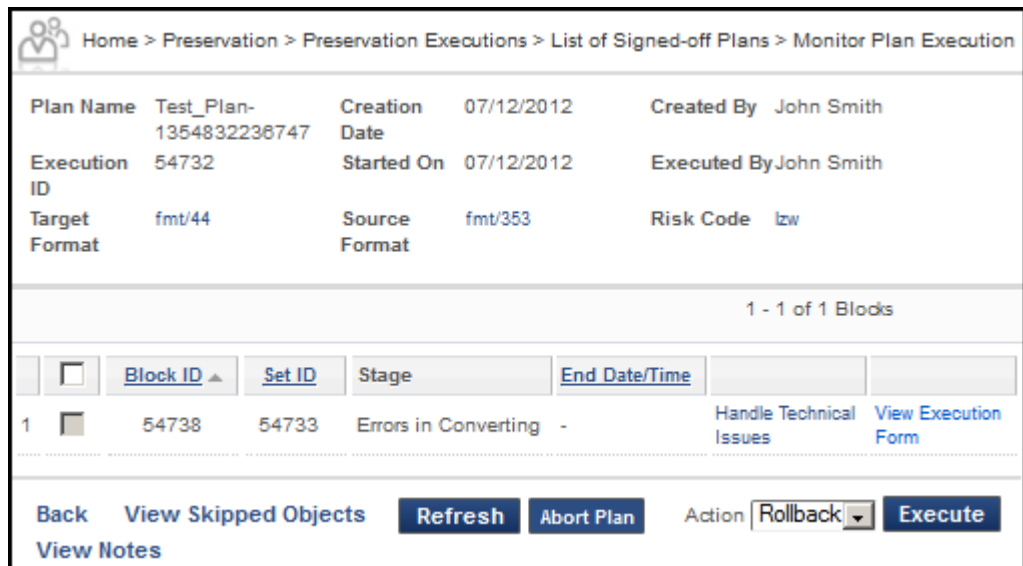 Home > Preservation > Preservation Executions > List of Signed-off Plans > Monitor Plan Execution
Plan Name Test_Plan- Creation 07/12/2012 Created By John Smith
1354832236747 Date
Execution 54732 Started On 07/12/2012 Executed By John Smith
ID
Target fmt/44 Source fmt/353 Risk Code lzw
Format Format
1 - 1 of 1 Blocks
Block ID Set ID Stage End Date/Time
1 54738 54733 Errors in Converting - Handle Technical View Execution
Issues Form
Back View Skipped Objects Refresh Abort Plan Action Rollback Execute
View Notes